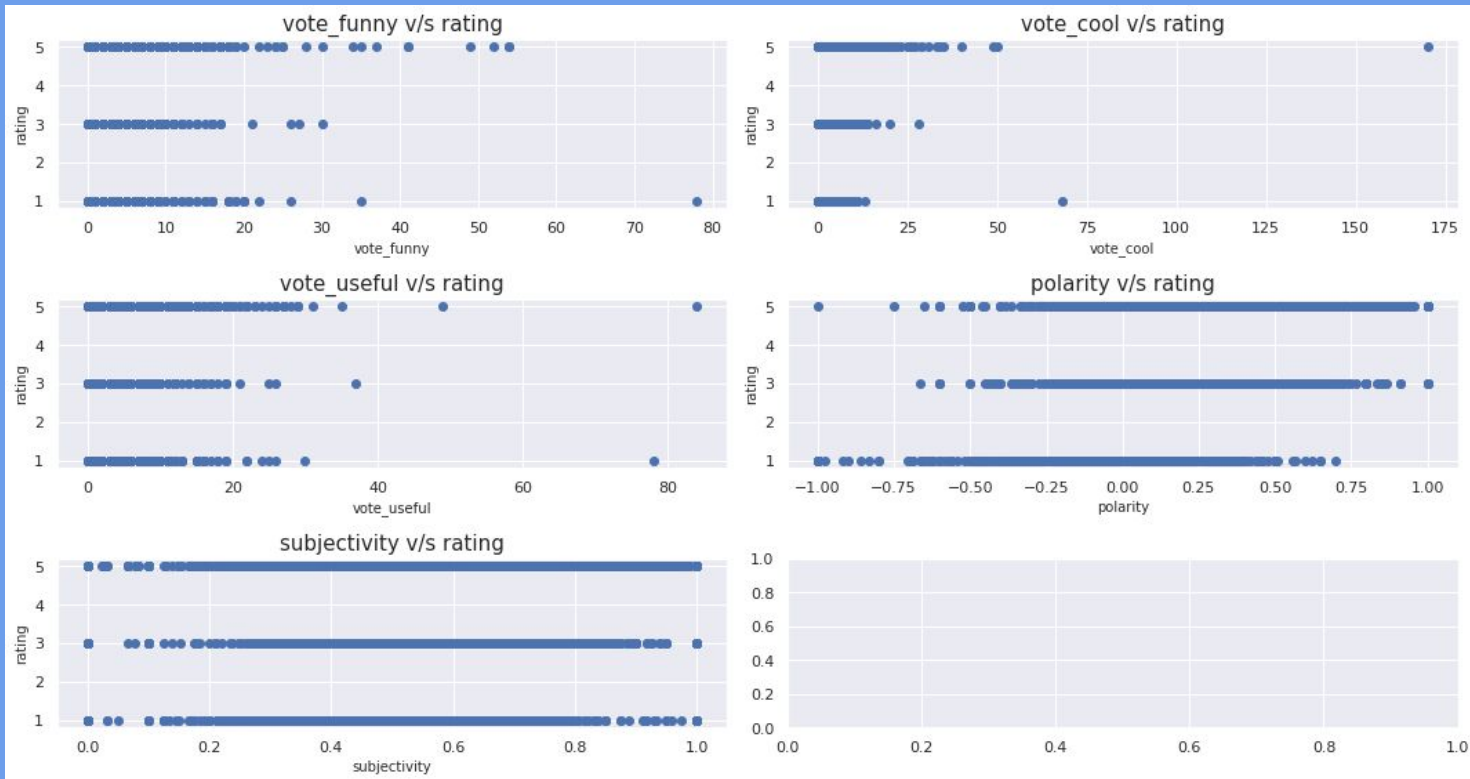 vote_funny v/s rating
5
4
3
2
1
rating
0 10 20 30 40 50 60 70 80
vote_funny
vote_cool v/s rating
5
4
3
2
1
rating
0 25 50 75 100 125 150 175
vote_cool
vote_useful v/s rating
5
4
3
2
1
rating
0 20 40 60 80
vote_useful
polarity v/s rating
5
4
3
2
1
rating
−1.00 −0.75 −0.50 −0.25 0.00 0.25 0.50 0.75 1.00
polarity
subjectivity v/s rating
5
4
3
2
1
rating
0.0 0.2 0.4 0.6 0.8 1.0
subjectivity
1.0
0.8
0.6
0.4
0.2
0.0
0.0 0.2 0.4 0.6 0.8 1.0